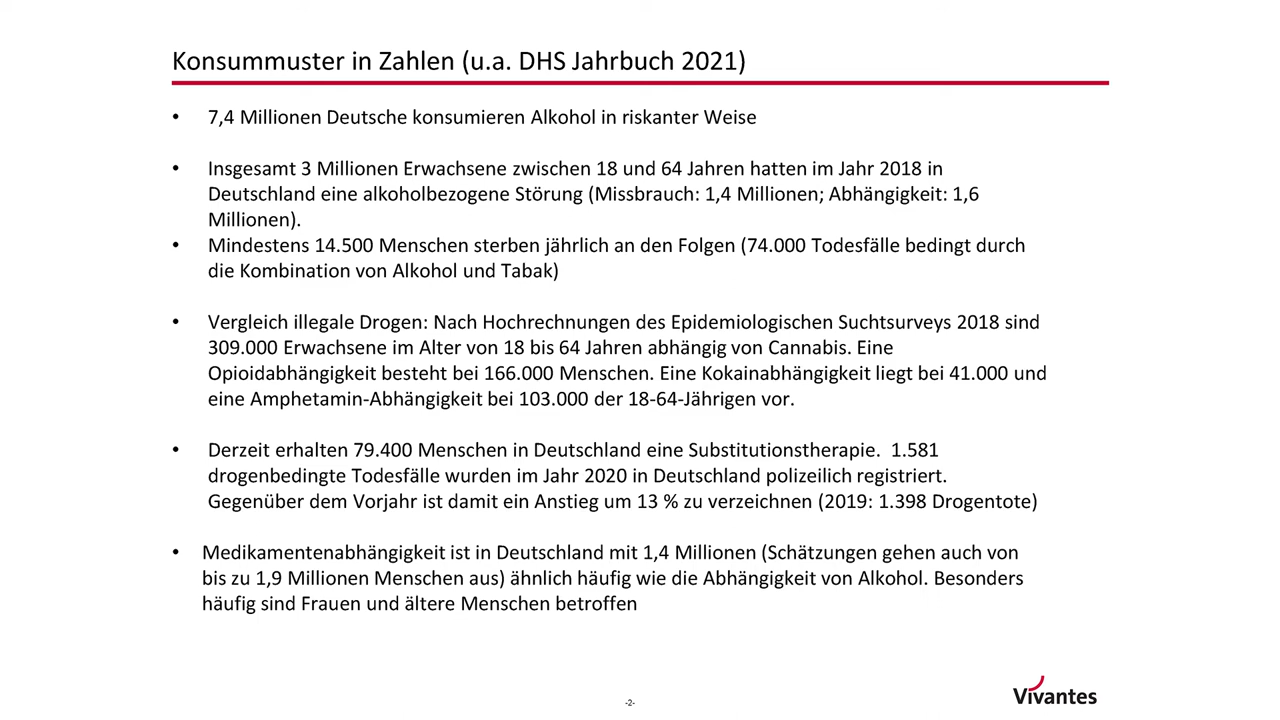 Konsummuster in Zahlen (u.a. DHS Jahrbuch 2021)
• 7,4 Millionen Deutsche konsumieren Alkohol in riskanter Weise
• Insgesamt 3 Millionen Erwachsene zwischen 18 und 64 Jahren hatten im Jahr 2018 in
Deutschland eine alkoholbezogene Störung (Missbrauch: 1,4 Millionen; Abhängigkeit: 1,6
Millionen).
• Mindestens 14.500 Menschen sterben jährlich an den Folgen (74.000 Todesfälle bedingt durch
die Kombination von Alkohol und Tabak)
• Vergleich illegale Drogen: Nach Hochrechnungen des Epidemiologischen Suchtsurveys 2018 sind
309.000 Erwachsene im Alter von 18 bis 64 Jahren abhängig von Cannabis. Eine
Opioidabhängigkeit besteht bei 166.000 Menschen. Eine Kokainabhängigkeit liegt bei 41.000 und
eine Amphetamin-Abhängigkeit bei 103.000 der 18-64-Jährigen vor.
• Derzeit erhalten 79.400 Menschen in Deutschland eine Substitutionstherapie. 1.581
drogenbedingte Todesfälle wurden im Jahr 2020 in Deutschland polizeilich registriert.
Gegenüber dem Vorjahr ist damit ein Anstieg um 13 % zu verzeichnen (2019: 1.398 Drogentote)
• Medikamentenabhängigkeit ist in Deutschland mit 1,4 Millionen (Schätzungen gehen auch von
bis zu 1,9 Millionen Menschen aus) ähnlich häufig wie die Abhängigkeit von Alkohol. Besonders
häufig sind Frauen und ältere Menschen betroffen
-2-
Vivantes